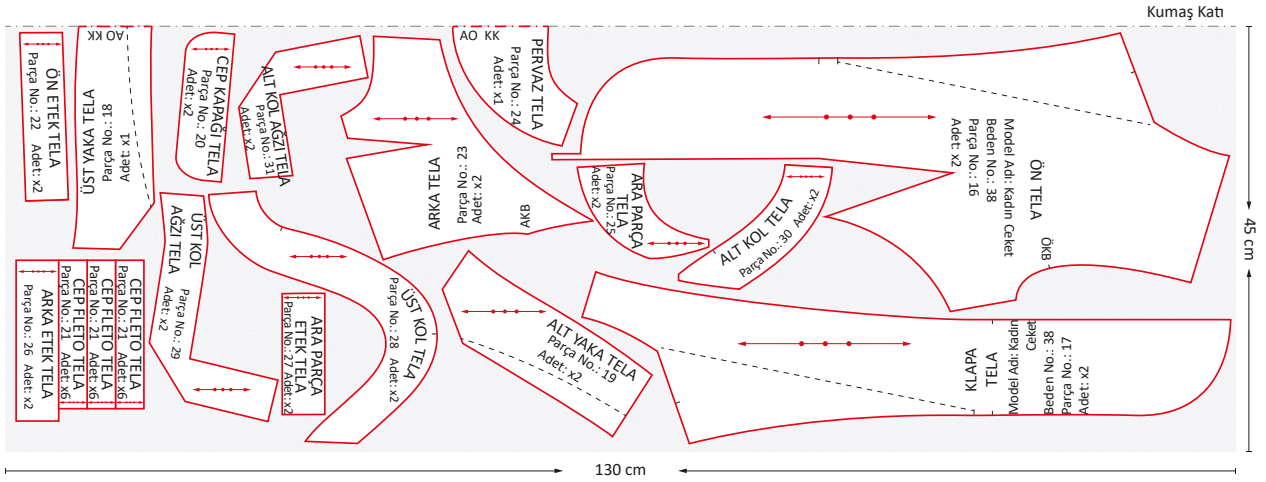 Kumaş Katı
ÖN ETEK TELA
Parça No.: 22   Adet: x2
AO KK
ÜST YAKA TELA
Parça No.: 18
Adet: x1
CEP KAPAĞI TELA
Parça No.: 20
Adet: x2
ALT KOL AĞZI TELA
Parça No.: 31
Adet: x2
ARKA TELA
Parça No.: 23
Adet: x2
AKB
AO KK
PERVAZ TELA
Parça No.: 24
Adet: x1
ÖN TELA
Model Adı: Kadın Ceket
Beden No.: 38
Parça No.: 16
Adet: x2
ÖKB
ARA PARÇA
TELA
Parça No.: 25
Adet: x2
ALT KOL TELA
Parça No.: 30  Adet: x2
45 cm
ÜST KOL
AĞZI TELA
Parça No.: 29
Adet: x2
ARKA ETEK TELA
Parça No.: 26  Adet: x2
CEP FLETO TELA
Parça No.: 21  Adet: x6
CEP FLETO TELA
Parça No.: 21  Adet: x6
CEP FLETO TELA
Parça No.: 21  Adet: x6
ARA PARÇA
ETEK TELA
Parça No.: 27 Adet: x2
ÜST KOL TELA
Parça No.: 28   Adet: x2
ALT YAKA TELA
Parça No.: 19
Adet: x2
KLAPA
TELA
Model Adı: Kadın
Ceket
Beden No.: 38
Parça No.: 17
Adet: x2
130 cm